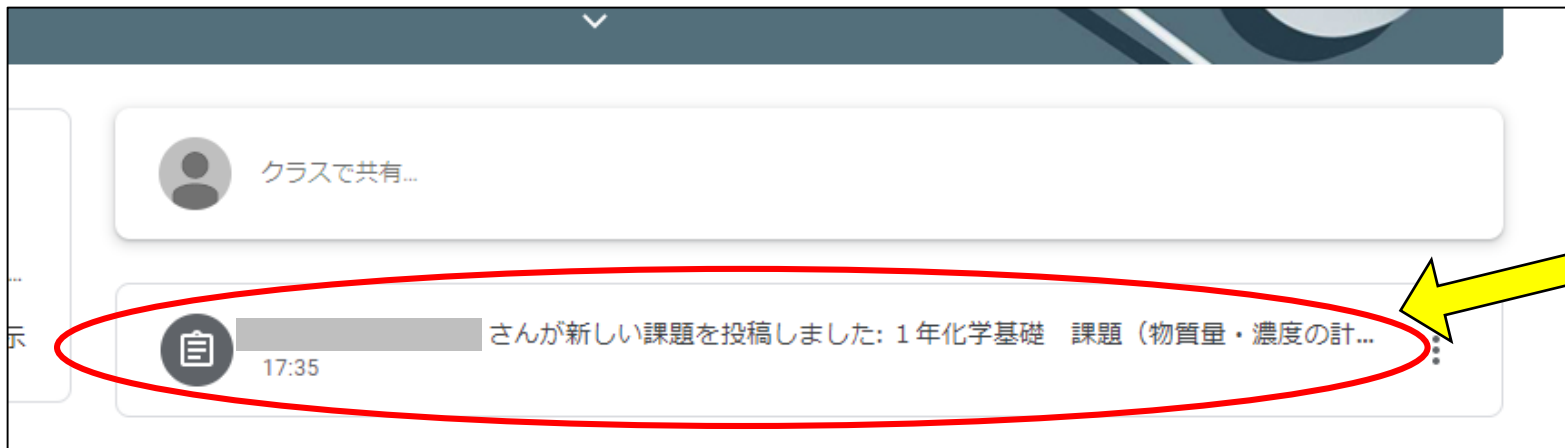 クラスで共有...
...
示
さんが新しい課題を投稿しました: 1年化学基礎　課題（物質量・濃度の計...
17:35